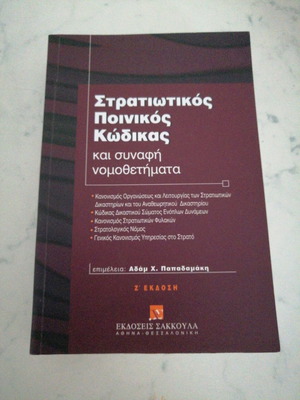 Στρατιωτικός
Ποινικός
Κώδικας
και συναφή
νομοθετήματα
• Κανονισμός Οργανώσεως και Λειτουργίας των Στρατιωτικών
Δικαστηρίων και του Αναθεωρητικού Δικαστηρίου
• Κώδικας Δικαστικού Σώματος Ενόπλων Δυνάμεων
• Κανονισμός Στρατιωτικών Φυλακών
• Στρατολογικός Νόμος
• Γενικός Κανονισμός Υπηρεσίας στο Στρατό
επιμέλεια: Αδάμ Χ. Παπαδαμάκη
Ζ΄ ΕΚΔΟΣΗ
ΕΚΔΟΣΕΙΣ ΣΑΚΚΟΥΛΑ
ΑΘΗΝΑ-ΘΕΣΣΑΛΟΝΙΚΗ